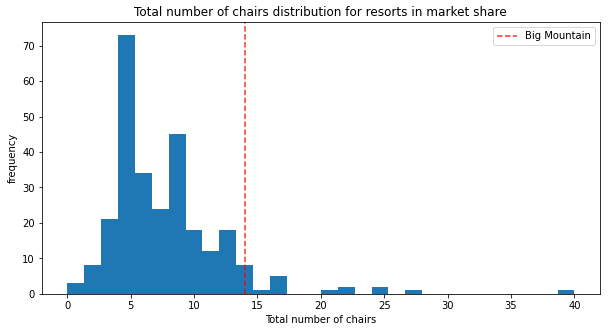 Total number of chairs distribution for resorts in market share
Big Mountain
frequency
70
60
50
40
30
20
10
0
0 5 10 15 20 25 30 35 40
Total number of chairs